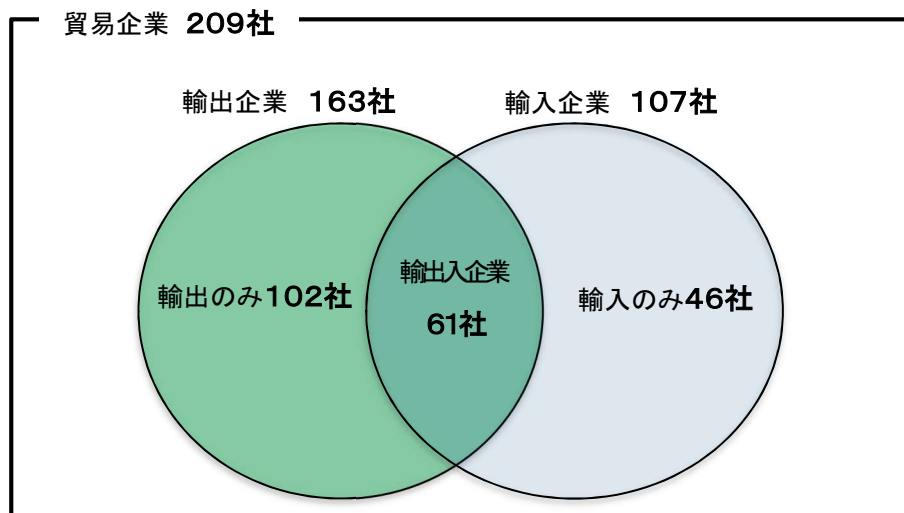 貿易企業 209社
輸出企業 163社
輸入企業 107社
輸出のみ102社
輸出入企業
61社
輸入のみ46社